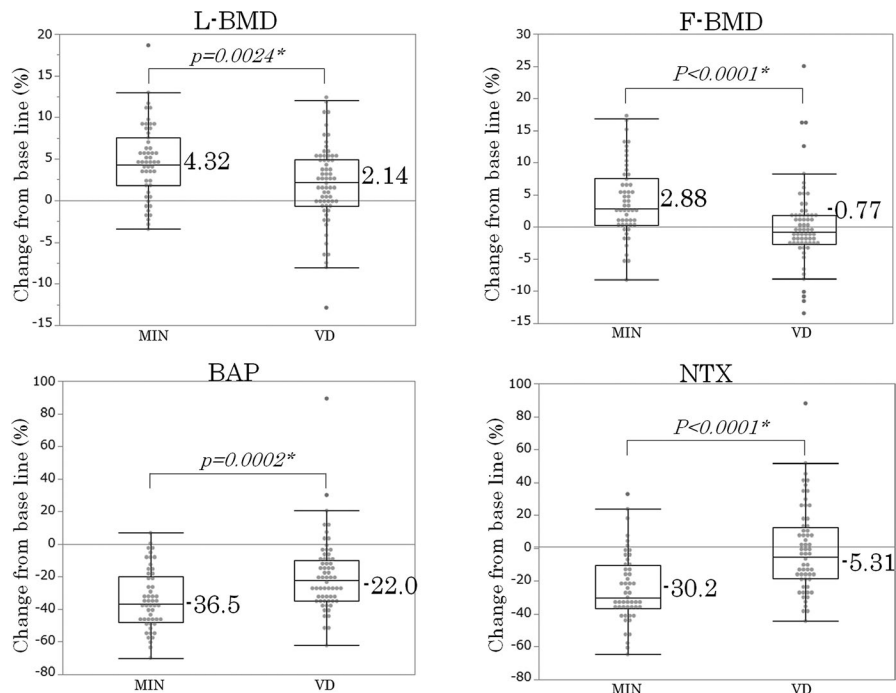 L-BMD
Change from base line (%)
20
15
10
5
0
-5
-10
-15
p=0.0024*
4.32
2.14
MIN
VD
F-BMD
Change from base line (%)
30
25
20
15
10
5
0
-5
-10
-15
P<0.0001*
2.88
-0.77
MIN
VD
BAP
Change from base line (%)
100
80
60
40
20
0
-20
-40
-60
-80
p=0.0002*
-36.5
-22.0
MIN
VD
NTX
Change from base line (%)
100
80
60
40
20
0
-20
-40
-60
-80
P<0.0001*
-30.2
-5.31
MIN
VD